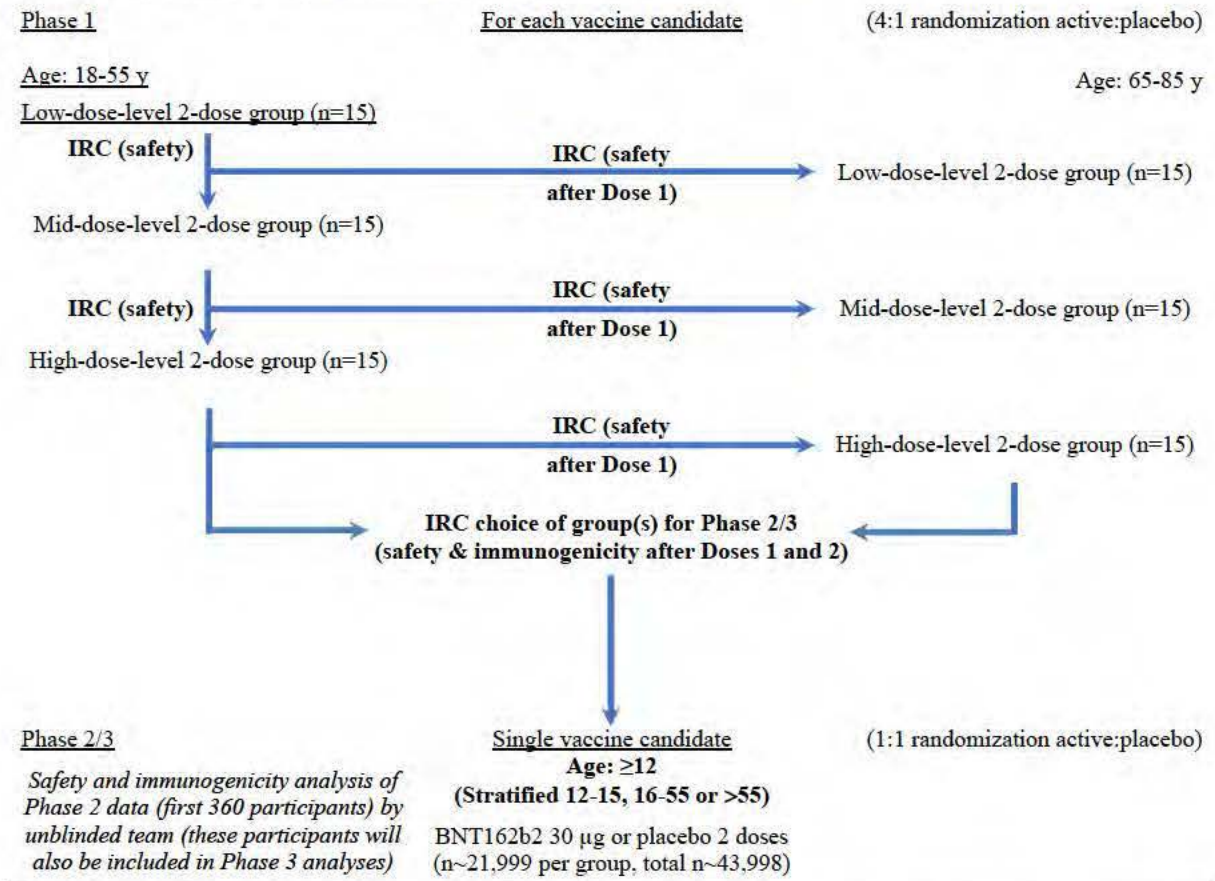 Phase 1 For each vaccine candidate (4:1 randomization active:placebo)
Age: 18-55 y Age: 65-85 y
Low-dose-level 2-dose group (n=15)
IRC (safety) IRC (safety
after Dose 1) Low-dose-level 2-dose group (n=15)
Mid-dose-level 2-dose group (n=15)
IRC (safety) IRC (safety
after Dose 1) Mid-dose-level 2-dose group (n=15)
High-dose-level 2-dose group (n=15)
IRC (safety
after Dose 1) High-dose-level 2-dose group (n=15)
IRC choice of group(s) for Phase 2/3
(safety & immunogenicity after Doses 1 and 2)
Phase 2/3 Single vaccine candidate (1:1 randomization active:placebo)
Age: ≥12
(Stratified 12-15, 16-55 or >55)
Safety and immunogenicity analysis of
Phase 2 data (first 360 participants) by
unblinded team (these participants will
also be included in Phase 3 analyses)
BNT162b2 30 µg or placebo 2 doses
(n~21,999 per group, total n~43,998)